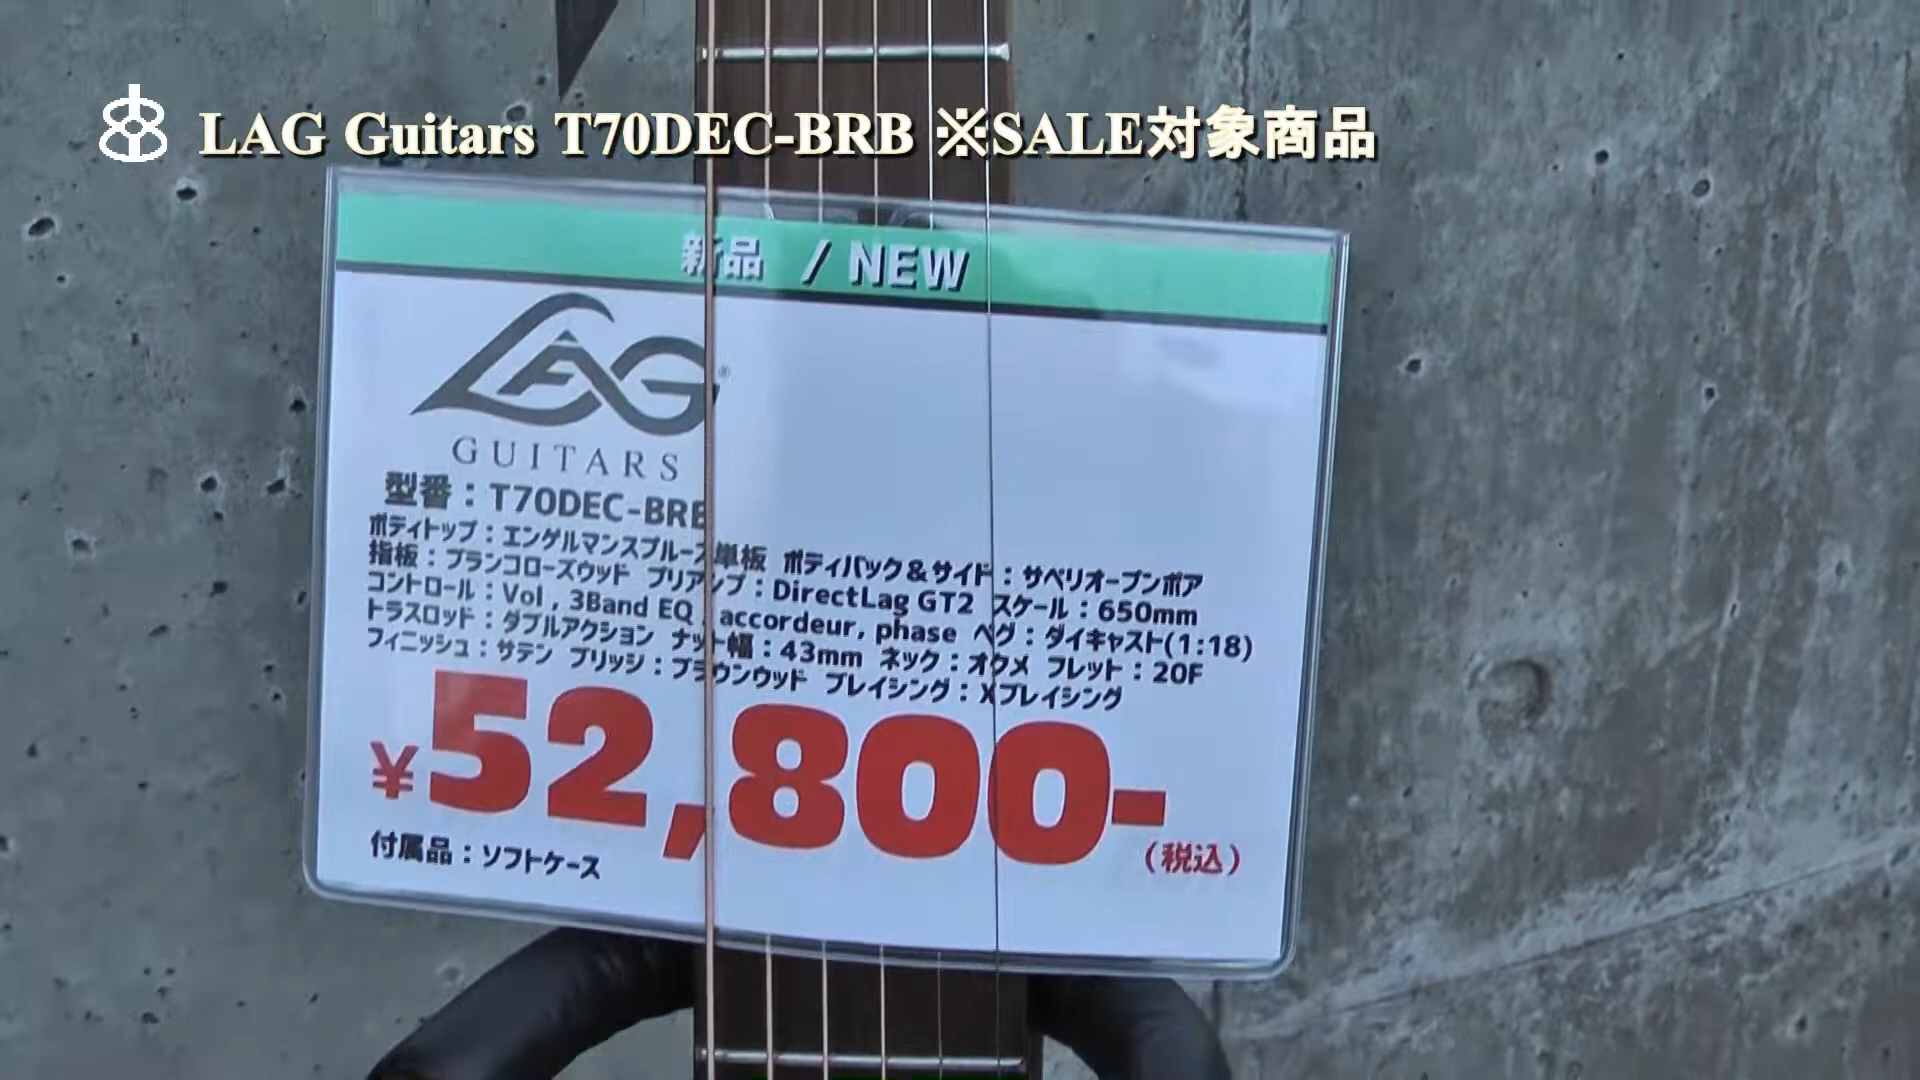 LAG Guitars T70DEC-BRB ※SALE対象商品
新品 / NEW
LAG®
GUITARS
型番：T70DEC-BRB
ボディトップ：エンゲルマンスプルース単板 ボディバック＆サイド：サペリオープンポア
指板：ブランコローズウッド プリアンプ：DirectLag GT2 スケール：650mm
コントロール：Vol , 3Band EQ , accordeur, phase ペグ：ダイキャスト(1:18)
トラスロッド：ダブルアクション ナット幅：43mm ネック：オクメ フレット：20F
フィニッシュ：サテン ブリッジ：ブラウンウッド ブレイシング：Xブレイシング
¥52,800-
（税込）
付属品：ソフトケース